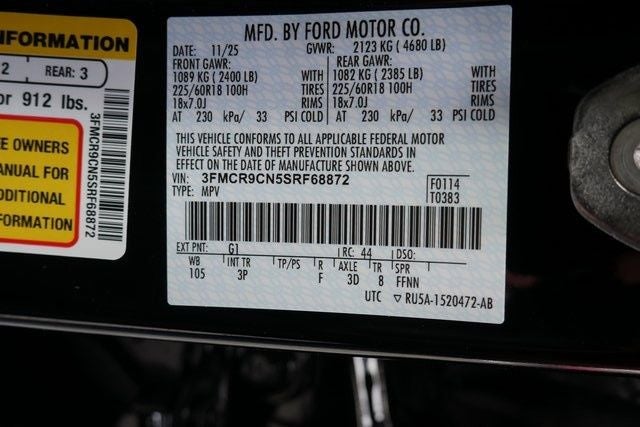 INFORMATION
2 REAR: 3
or 912 lbs.
EE OWNERS
MANUAL FOR
ADDITIONAL
FORMATION
3FMCR9CN5SRF68872
MFD. BY FORD MOTOR CO.
DATE: 11/25 GVWR: 2123 KG ( 4680 LB)
FRONT GAWR: REAR GAWR:
1089 KG ( 2400 LB) WITH 1082 KG ( 2385 LB) WITH
225/60R18 100H TIRES 225/60R18 100H TIRES
18x7.0J RIMS 18x7.0J RIMS
AT 230 kPa/ 33 PSI COLD AT 230 kPa/ 33 PSI COLD
THIS VEHICLE CONFORMS TO ALL APPLICABLE FEDERAL MOTOR
VEHICLE SAFETY AND THEFT PREVENTION STANDARDS IN
EFFECT ON THE DATE OF MANUFACTURE SHOWN ABOVE.
VIN: 3FMCR9CN5SRF68872 F0114
TYPE: MPV T0383
EXT PNT: G1 RC: 44 DSO:
WB INT TR TP/PS R AXLE TR SPR
105 3P F 3D 8 FFNN
UTC ▽ RU5A-1520472-AB